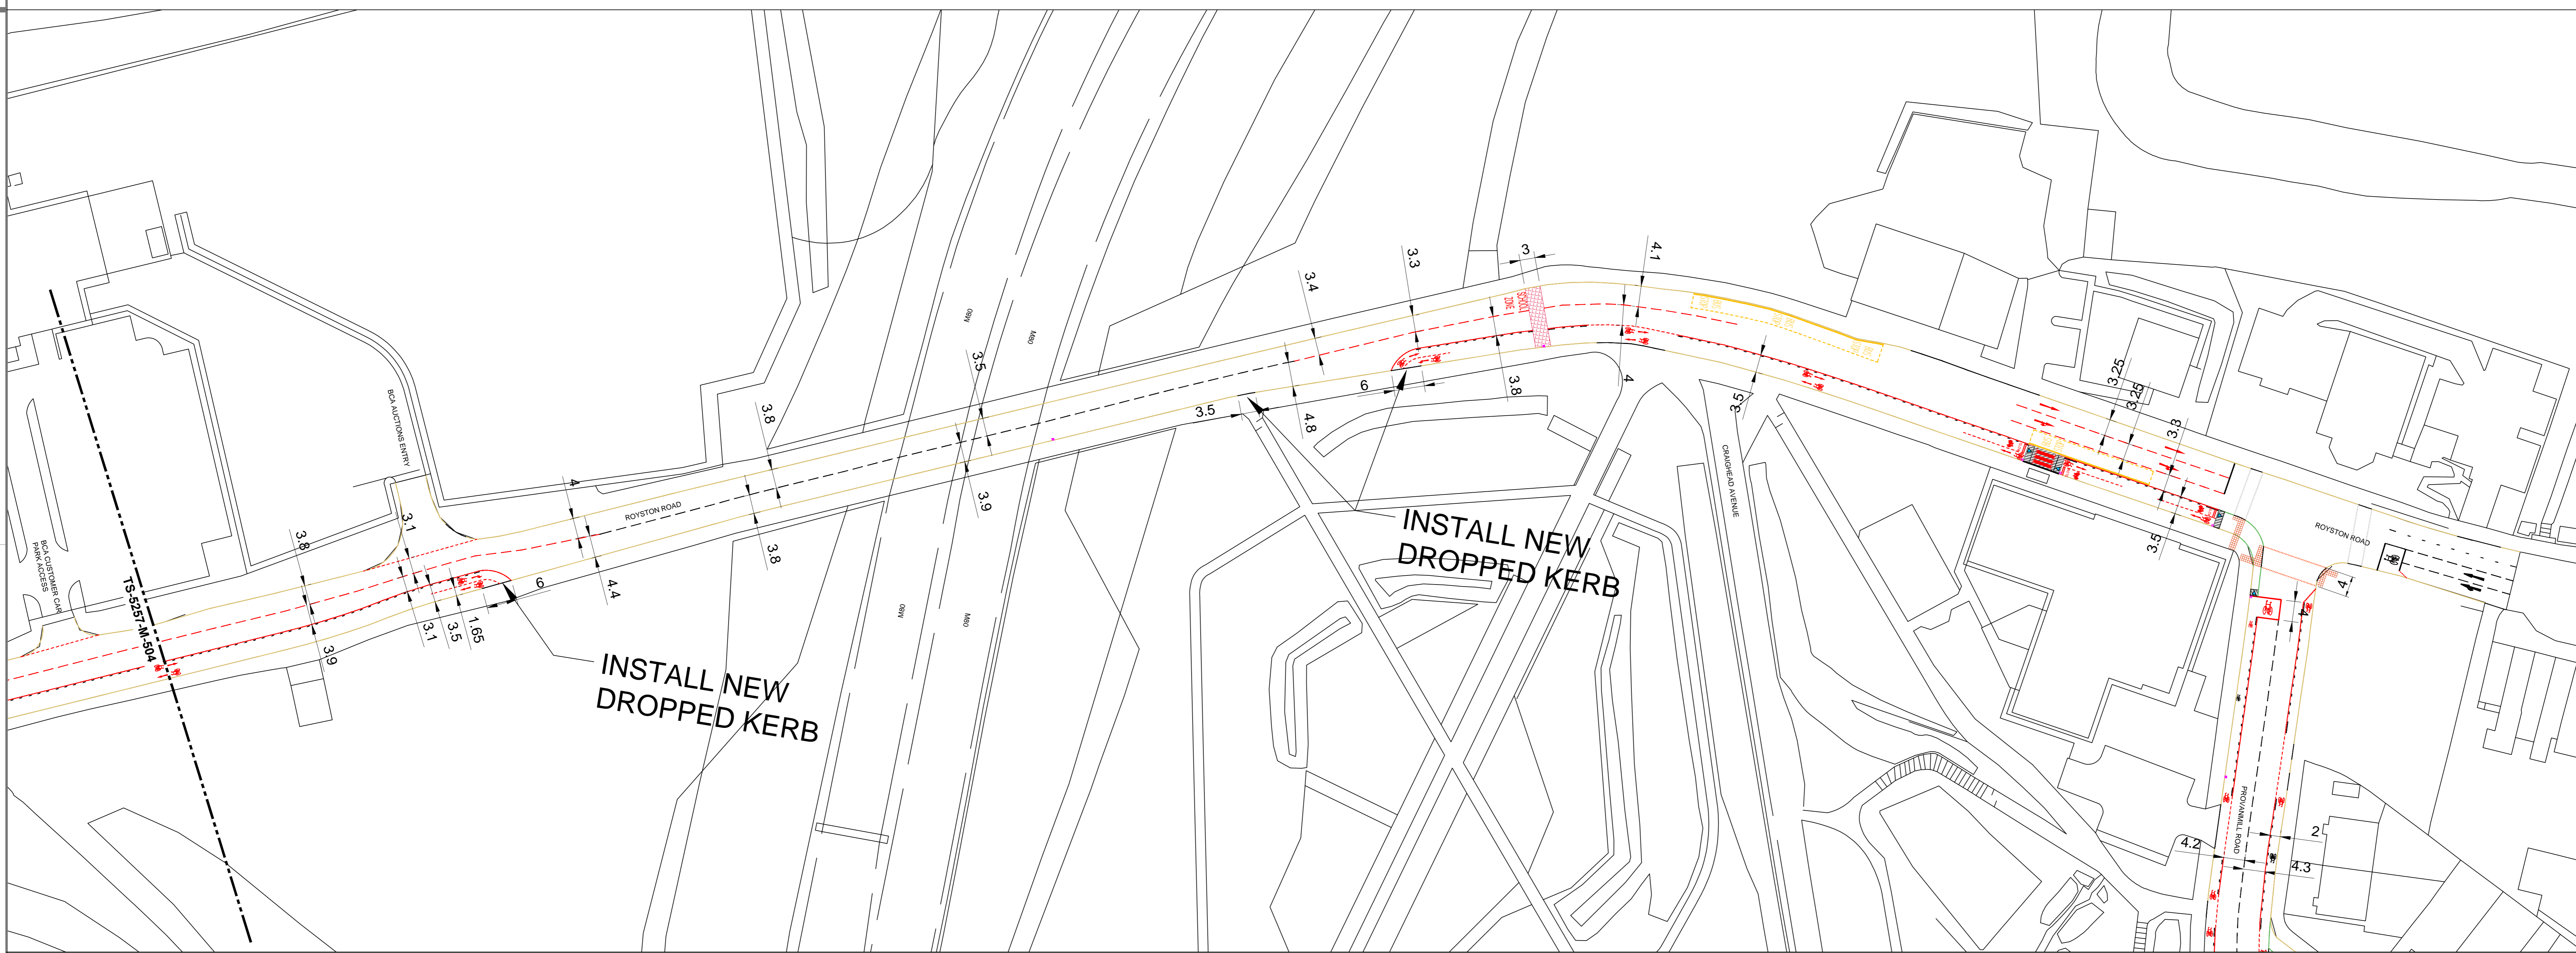 BCA CUSTOMER CAR
PARK ACCESS
TS-5257-M-504
BCA AUCTIONS ENTRY
3.8
3.9
3.1
3.1
3.5
1.65
6
INSTALL NEW
DROPPED KERB
4
4.4
ROYSTON ROAD
3.8
3.8
M80
M80
M80
M80
3.5
3.9
3.5
3.4
4.8
6
3.3
3.8
3
SCHOOL
ZONE
INSTALL NEW
DROPPED KERB
4.1
4
3.5
CRAIGHEAD AVENUE
3.25
3.25
3.3
3.5
ROYSTON ROAD
4
4
PROVANMILL ROAD
2
4.2
4.3